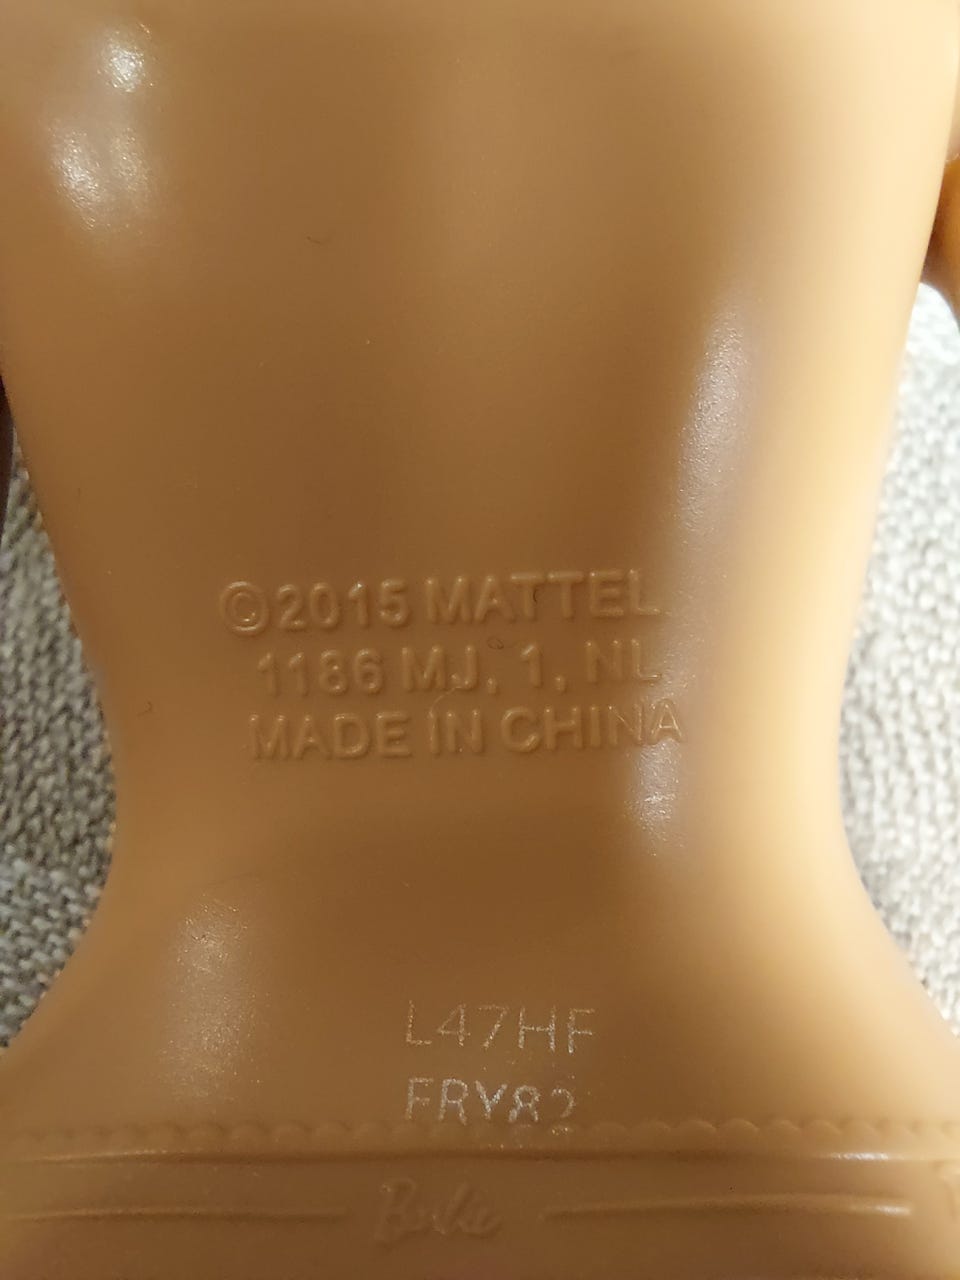 ©2015 MATTEL
1186 MJ, 1, NL
MADE IN CHINA
L47HF
FRY82
Barbie